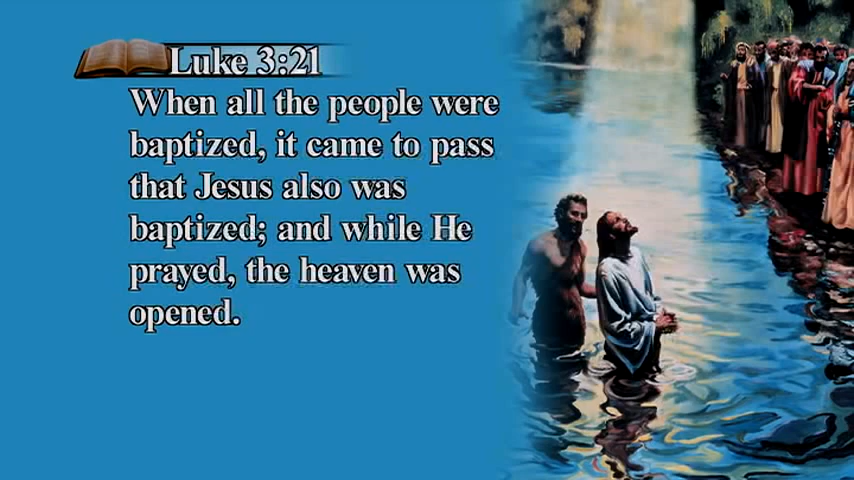 Luke 3:21
When all the people were
baptized, it came to pass
that Jesus also was
baptized; and while He
prayed, the heaven was
opened.